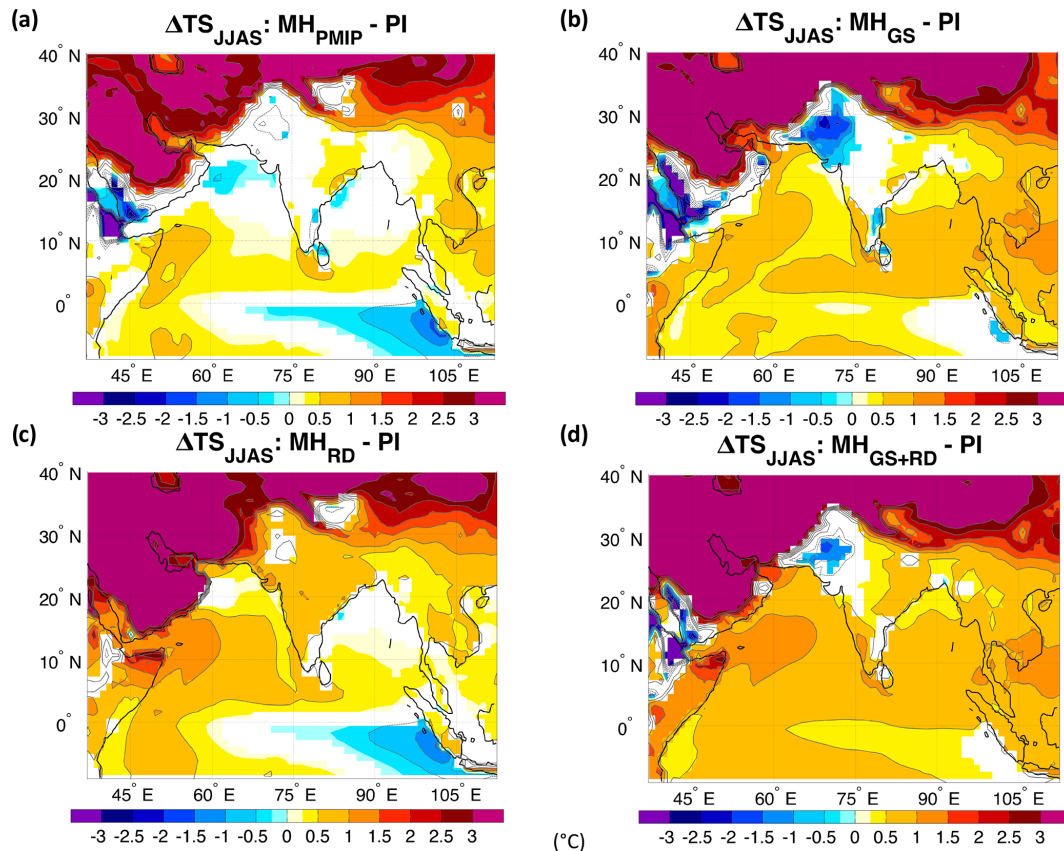 (a)
ΔTS_JJAS: MH_PMIP - PI
40° N
30° N
20° N
10° N
0°
45° E 60° E 75° E 90° E 105° E
-3 -2.5 -2 -1.5 -1 -0.5 0 0.5 1 1.5 2 2.5 3
(b)
ΔTS_JJAS: MH_GS - PI
40° N
30° N
20° N
10° N
0°
45° E 60° E 75° E 90° E 105° E
-3 -2.5 -2 -1.5 -1 -0.5 0 0.5 1 1.5 2 2.5 3
(c)
ΔTS_JJAS: MH_RD - PI
40° N
30° N
20° N
10° N
0°
45° E 60° E 75° E 90° E 105° E
-3 -2.5 -2 -1.5 -1 -0.5 0 0.5 1 1.5 2 2.5 3
(d)
ΔTS_JJAS: MH_GS+RD - PI
40° N
30° N
20° N
10° N
0°
45° E 60° E 75° E 90° E 105° E
-3 -2.5 -2 -1.5 -1 -0.5 0 0.5 1 1.5 2 2.5 3
(°C)